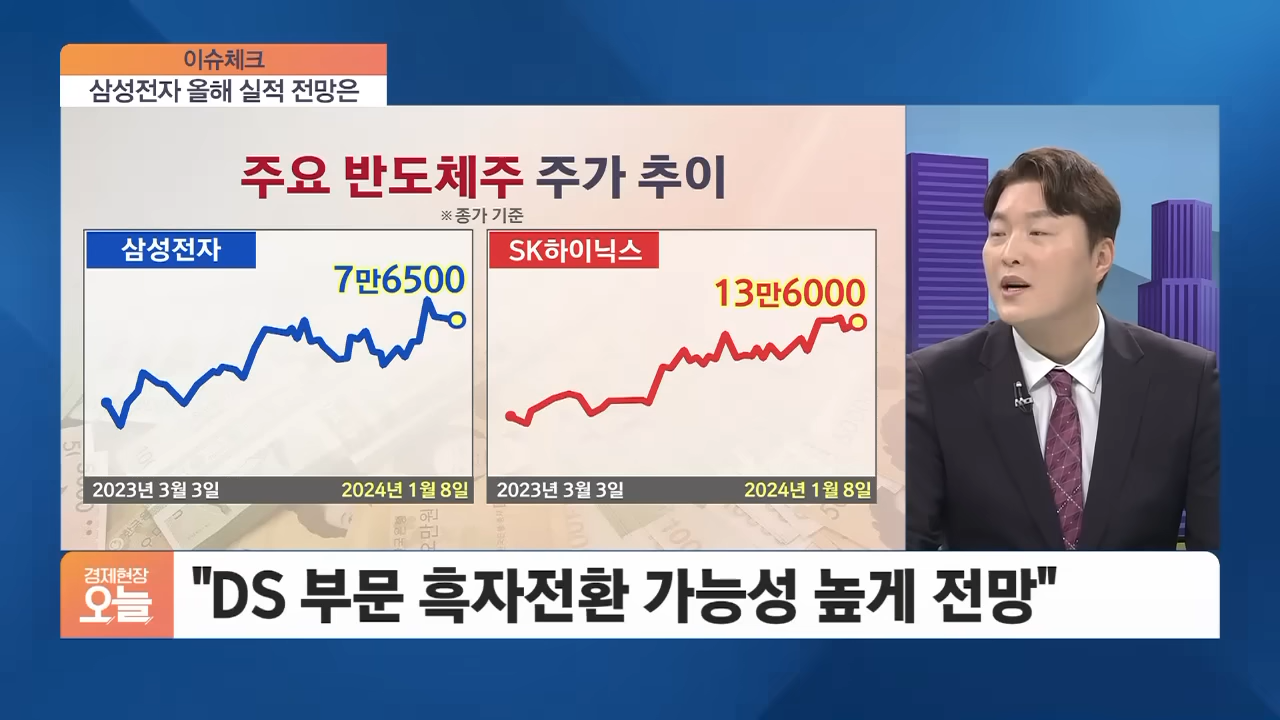 이슈체크
삼성전자 올해 실적 전망은
주요 반도체주 주가 추이
※종가 기준
삼성전자
7만6500
2023년 3월 3일
2024년 1월 8일
SK하이닉스
13만6000
2023년 3월 3일
2024년 1월 8일
경제현장
오늘
"DS 부문 흑자전환 가능성 높게 전망"